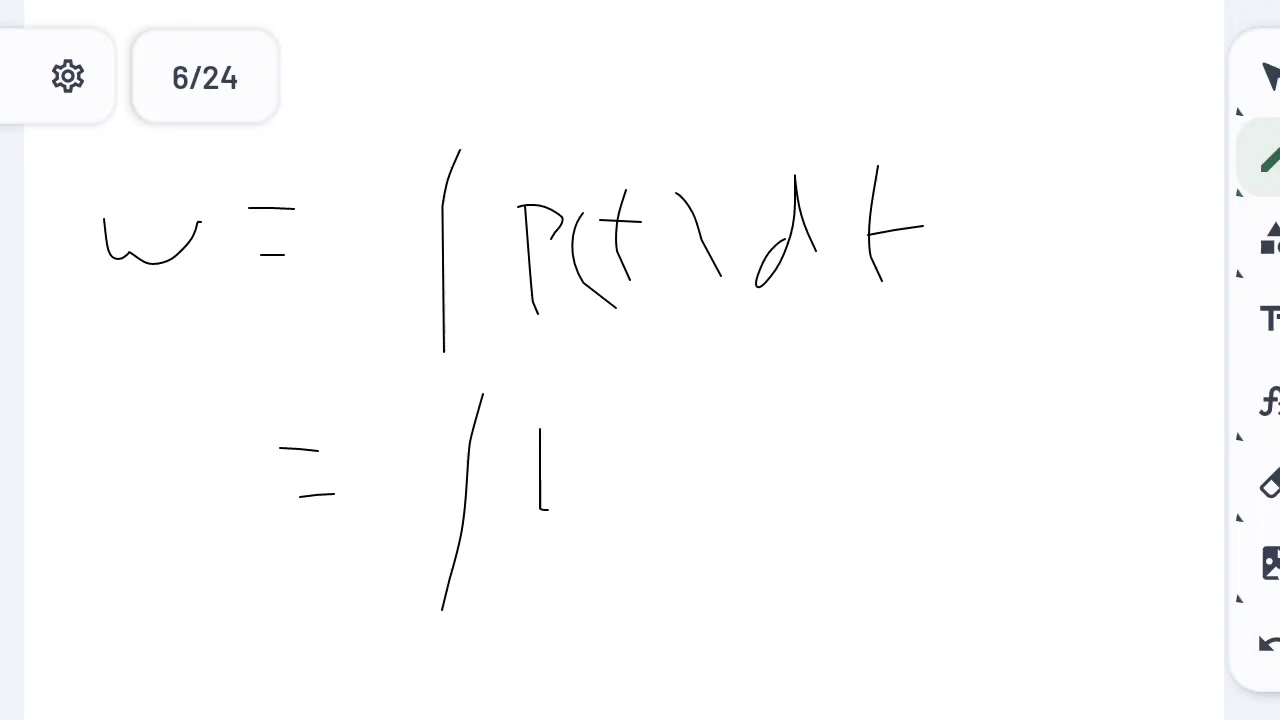 6/24
w = ∫ p(t) dt
= ∫ l